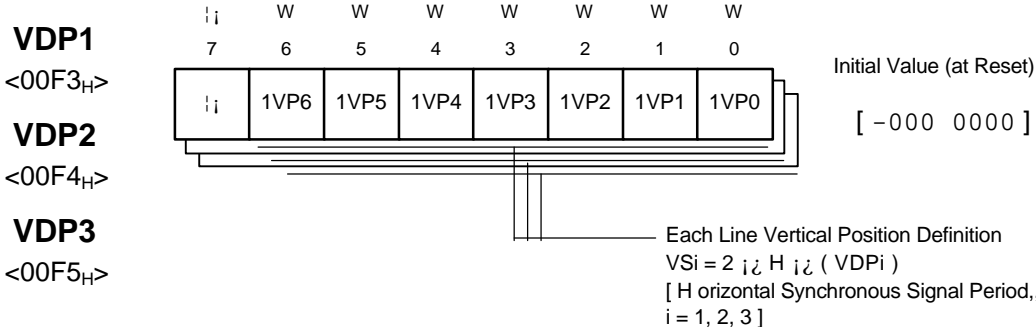 ¦¡ W W W W W W W
VDP1 7 6 5 4 3 2 1 0
<00F3H> Initial Value (at Reset)
¦¡ 1VP6 1VP5 1VP4 1VP3 1VP2 1VP1 1VP0
[ –000 0000 ]
VDP2
<00F4H>
VDP3
<00F5H>
Each Line Vertical Position Definition
VSi = 2 ¡¿ H ¡¿ ( VDPi )
[ H orizontal Synchronous Signal Period,
i = 1, 2, 3 ]